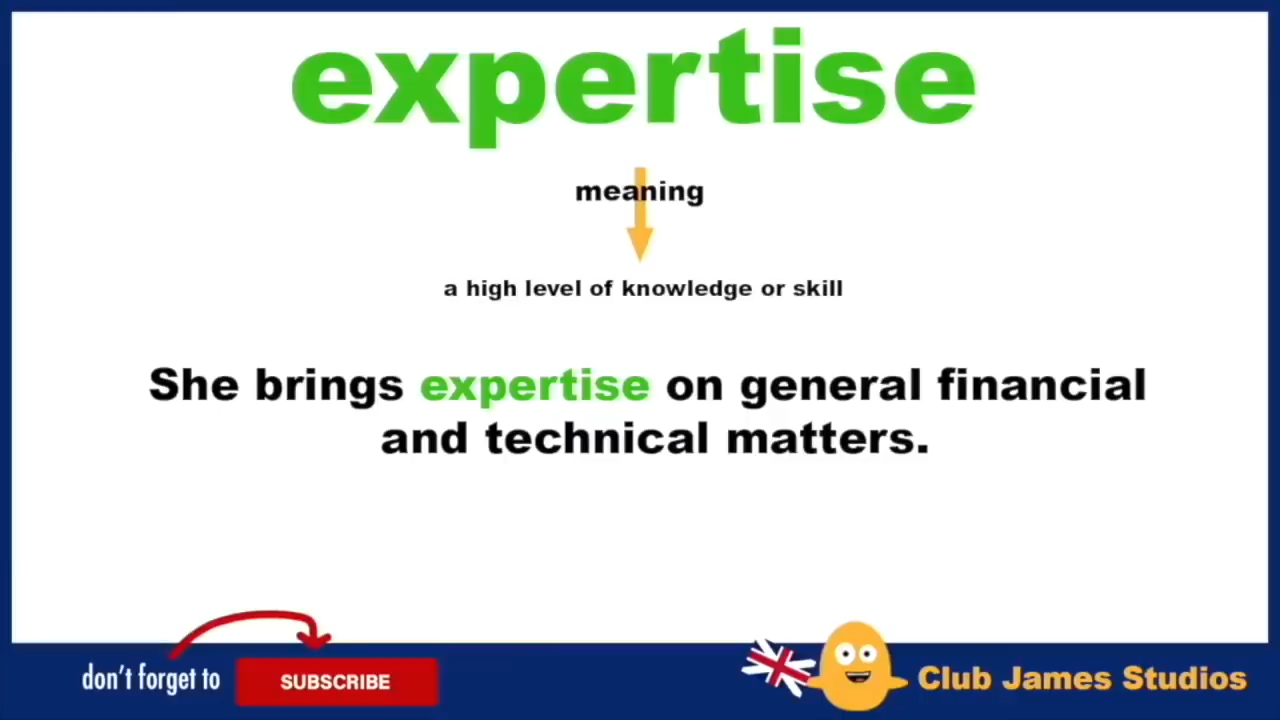 expertise
meaning
a high level of knowledge or skill
She brings expertise on general financial
and technical matters.
don't forget to
SUBSCRIBE
Club James Studios